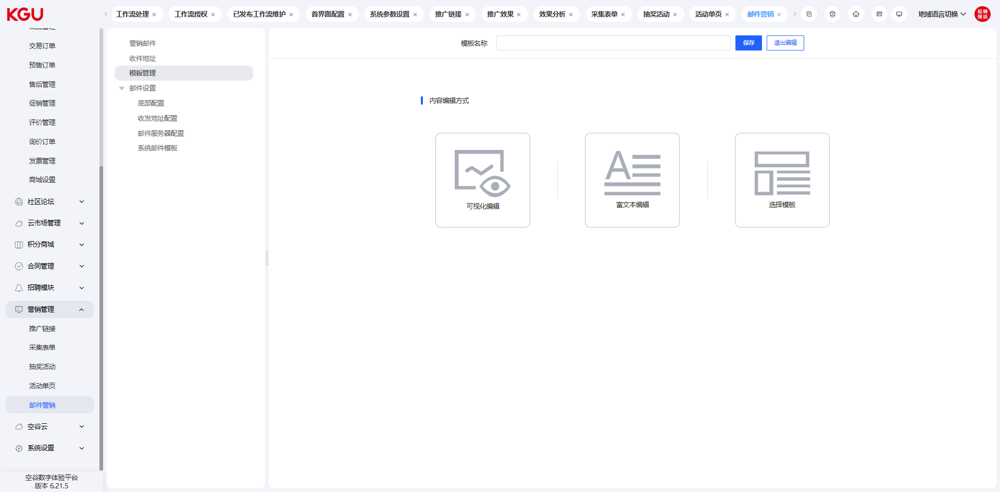 KGU
工作流处理
工作流授权
已发布工作流维护
首界面配置
系统参数设置
推广链接
推广效果
效果分析
采集表单
抽奖活动
活动单页
邮件营销
地域语言切换
招聘
模块
商品管理
交易订单
预售订单
售后管理
促销管理
评价管理
询价订单
发票管理
商城设置
社区论坛
云市场管理
积分商城
合同管理
招聘模块
营销管理
推广链接
采集表单
抽奖活动
活动单页
邮件营销
空谷云
系统设置
空谷数字体验平台
版本 6.21.5
营销邮件
收件地址
模板管理
邮件设置
底部配置
收发地址配置
邮件服务器配置
系统邮件模板
模板名称
保存
退出编辑
内容编辑方式
可视化编辑
富文本编辑
选择模板